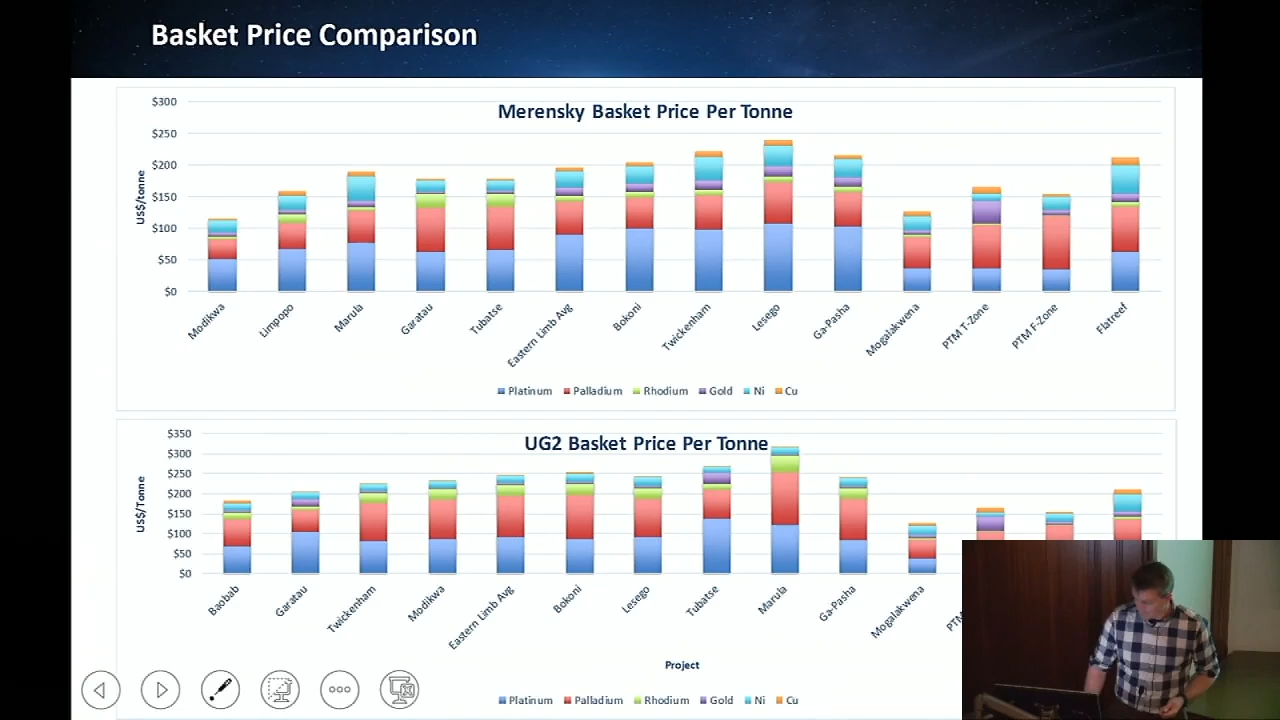 Basket Price Comparison
Merensky Basket Price Per Tonne
US$/tonne
$300
$250
$200
$150
$100
$50
$0
Modikwa
Limpopo
Marula
Garatau
Tubatse
Eastern Limb Avg
Bokoni
Twickenham
Lesego
Ga-Pasha
Mogalakwena
PTM T-Zone
PTM F-Zone
Flatreef
Platinum Palladium Rhodium Gold Ni Cu
UG2 Basket Price Per Tonne
US$/Tonne
$350
$300
$250
$200
$150
$100
$50
$0
Baobab
Garatau
Twickenham
Modikwa
Eastern Limb Avg
Bokoni
Lesego
Tubatse
Marula
Ga-Pasha
Mogalakwena
PTM
Project
Platinum Palladium Rhodium Gold Ni Cu